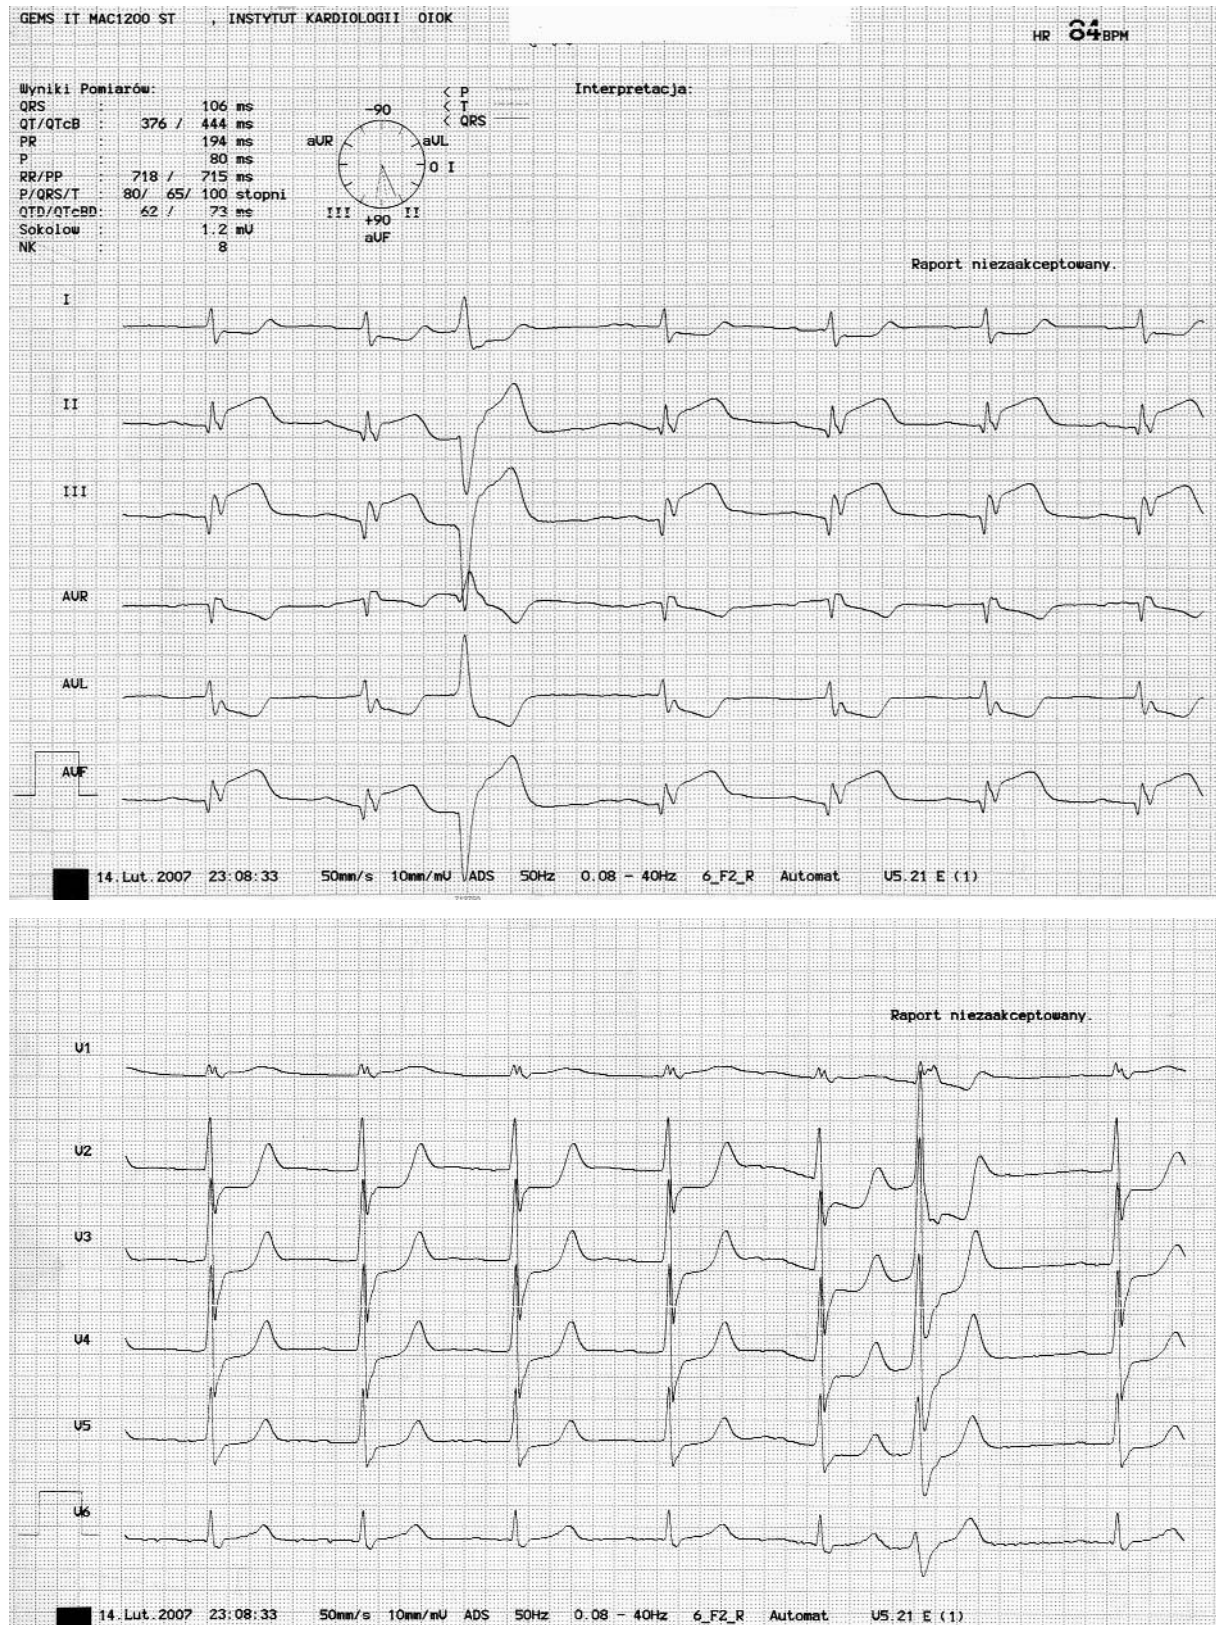 GEMS IT MAC1200 ST , INSTYTUT KARDIOLOGII OIOK
HR 84 BPM
Wyniki Pomiarów:
QRS : 106 ms
QT/QTcB : 376 / 444 ms
PR : 194 ms
P : 80 ms
RR/PP : 718 / 715 ms
P/QRS/T : 80/ 65/ 100 stopni
QTD/QTcBD: 62 / 73 ms
Sokolow : 1.2 mV
NK : 8
-90
aVR
aVL
0 I
III
+90
II
aVF
< P
< T
< QRS
Interpretacja:
Raport niezaakceptowany.
I
II
III
AVR
AVL
AVF
14.Lut.2007 23:08:33 50mm/s 10mm/mV ADS 50Hz 0.08 - 40Hz 6_F2_R Automat V5.21 E (1)
Raport niezaakceptowany.
V1
V2
V3
V4
V5
V6
14.Lut.2007 23:08:33 50mm/s 10mm/mV ADS 50Hz 0.08 - 40Hz 6_F2_R Automat V5.21 E (1)